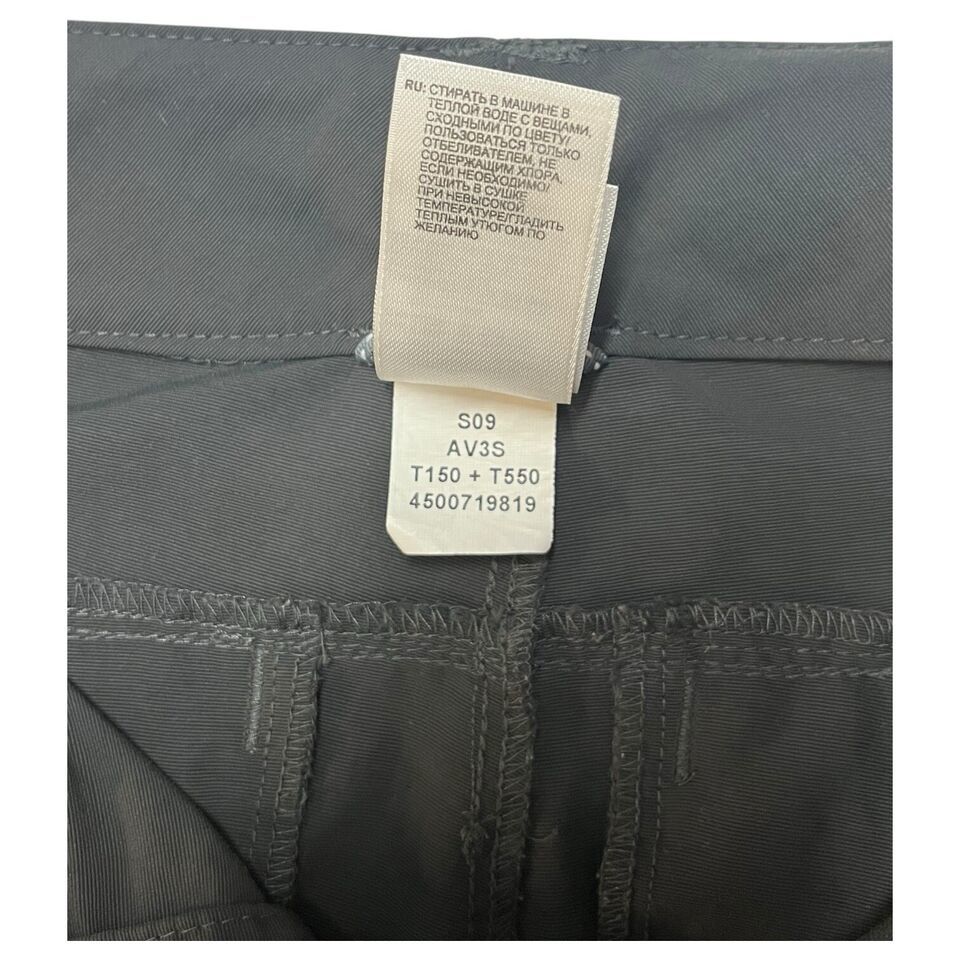 RU: СТИРАТЬ В МАШИНЕ В
ТЕПЛОЙ ВОДЕ С ВЕЩАМИ,
СХОДНЫМИ ПО ЦВЕТУ/
ПОЛЬЗОВАТЬСЯ ТОЛЬКО
ОТБЕЛИВАТЕЛЕМ, НЕ
СОДЕРЖАЩИМ ХЛОРА,
ЕСЛИ НЕОБХОДИМО/
СУШИТЬ В СУШКЕ
ПРИ НЕВЫСОКОЙ
ТЕМПЕРАТУРЕ/ГЛАДИТЬ
ТЕПЛЫМ УТЮГОМ ПО
ЖЕЛАНИЮ
S09
AV3S
T150 + T550
4500719819